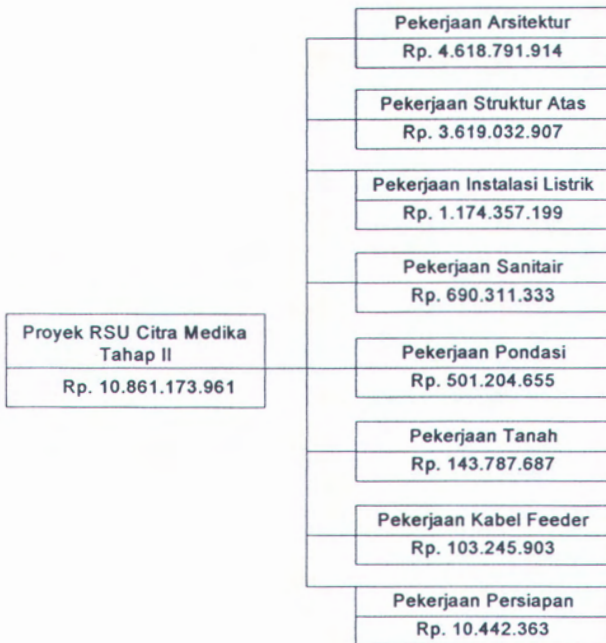 Proyek RSU Citra Medika
Tahap II
Rp. 10.861.173.961
Pekerjaan Arsitektur
Rp. 4.618.791.914
Pekerjaan Struktur Atas
Rp. 3.619.032.907
Pekerjaan Instalasi Listrik
Rp. 1.174.357.199
Pekerjaan Sanitair
Rp. 690.311.333
Pekerjaan Pondasi
Rp. 501.204.655
Pekerjaan Tanah
Rp. 143.787.687
Pekerjaan Kabel Feeder
Rp. 103.245.903
Pekerjaan Persiapan
Rp. 10.442.363